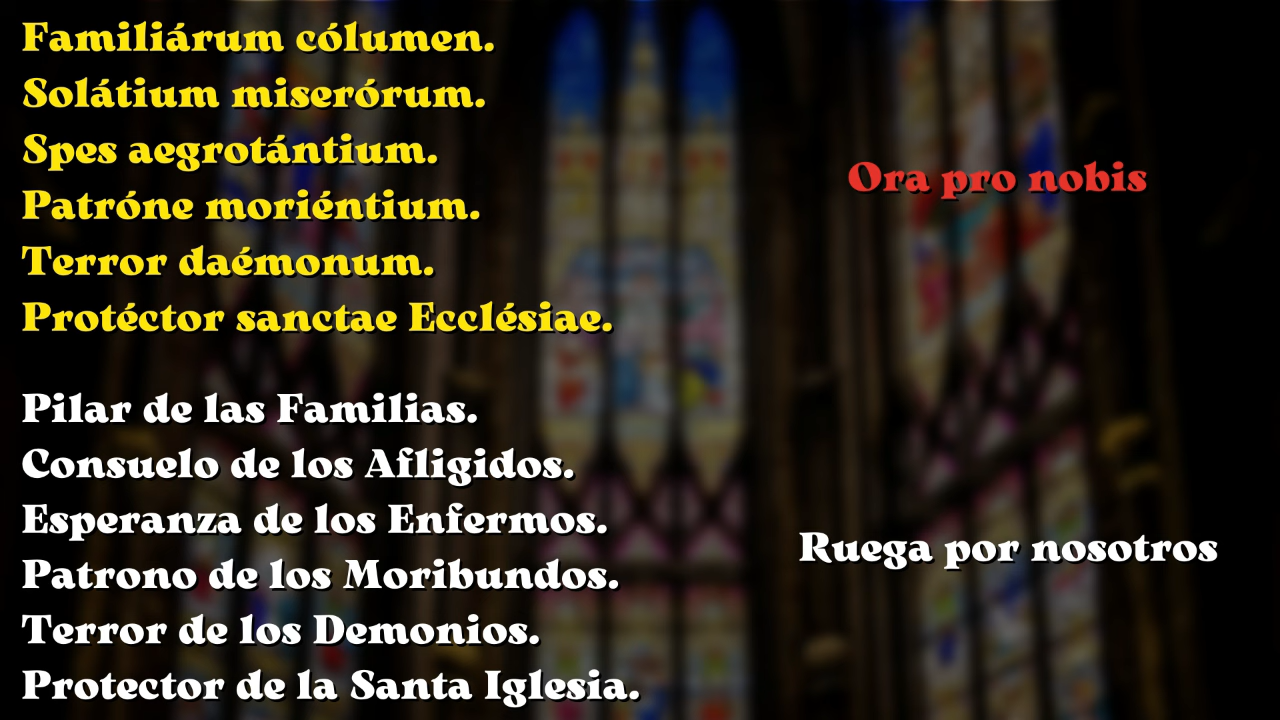 Familiárum cólumen.
Solátium miserórum.
Spes aegrotántium.
Patróne moriéntium.
Terror daémonum.
Protéctor sanctae Ecclésiae.
Ora pro nobis
Pilar de las Familias.
Consuelo de los Afligidos.
Esperanza de los Enfermos.
Patrono de los Moribundos.
Terror de los Demonios.
Protector de la Santa Iglesia.
Ruega por nosotros